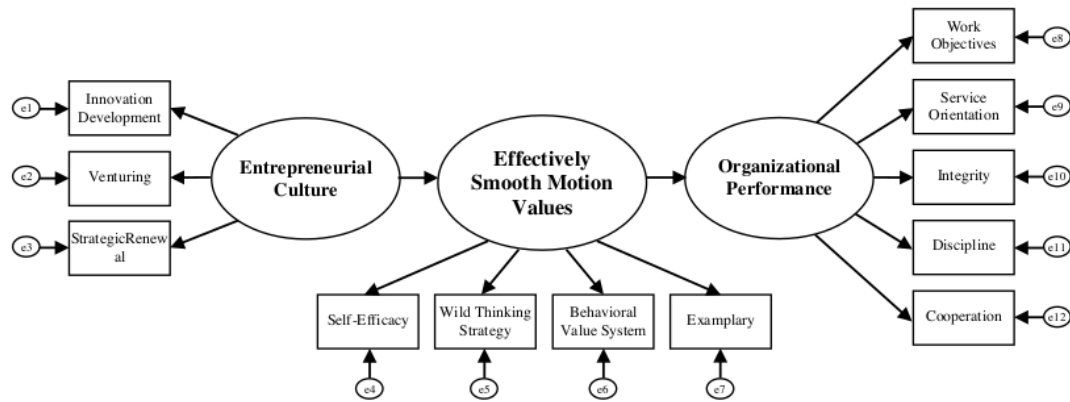 Work
Objectives
e8
e1
Innovation
Development
Service
Orientation
e9
Entrepreneurial
Culture
Effectively
Smooth Motion
Values
Organizational
Performance
e2
Venturing
Integrity
e10
e3
StrategicRenew
al
Discipline
e11
Self-Efficacy
Wild Thinking
Strategy
Behavioral
Value System
Examplary
Cooperation
e12
e4
e5
e6
e7